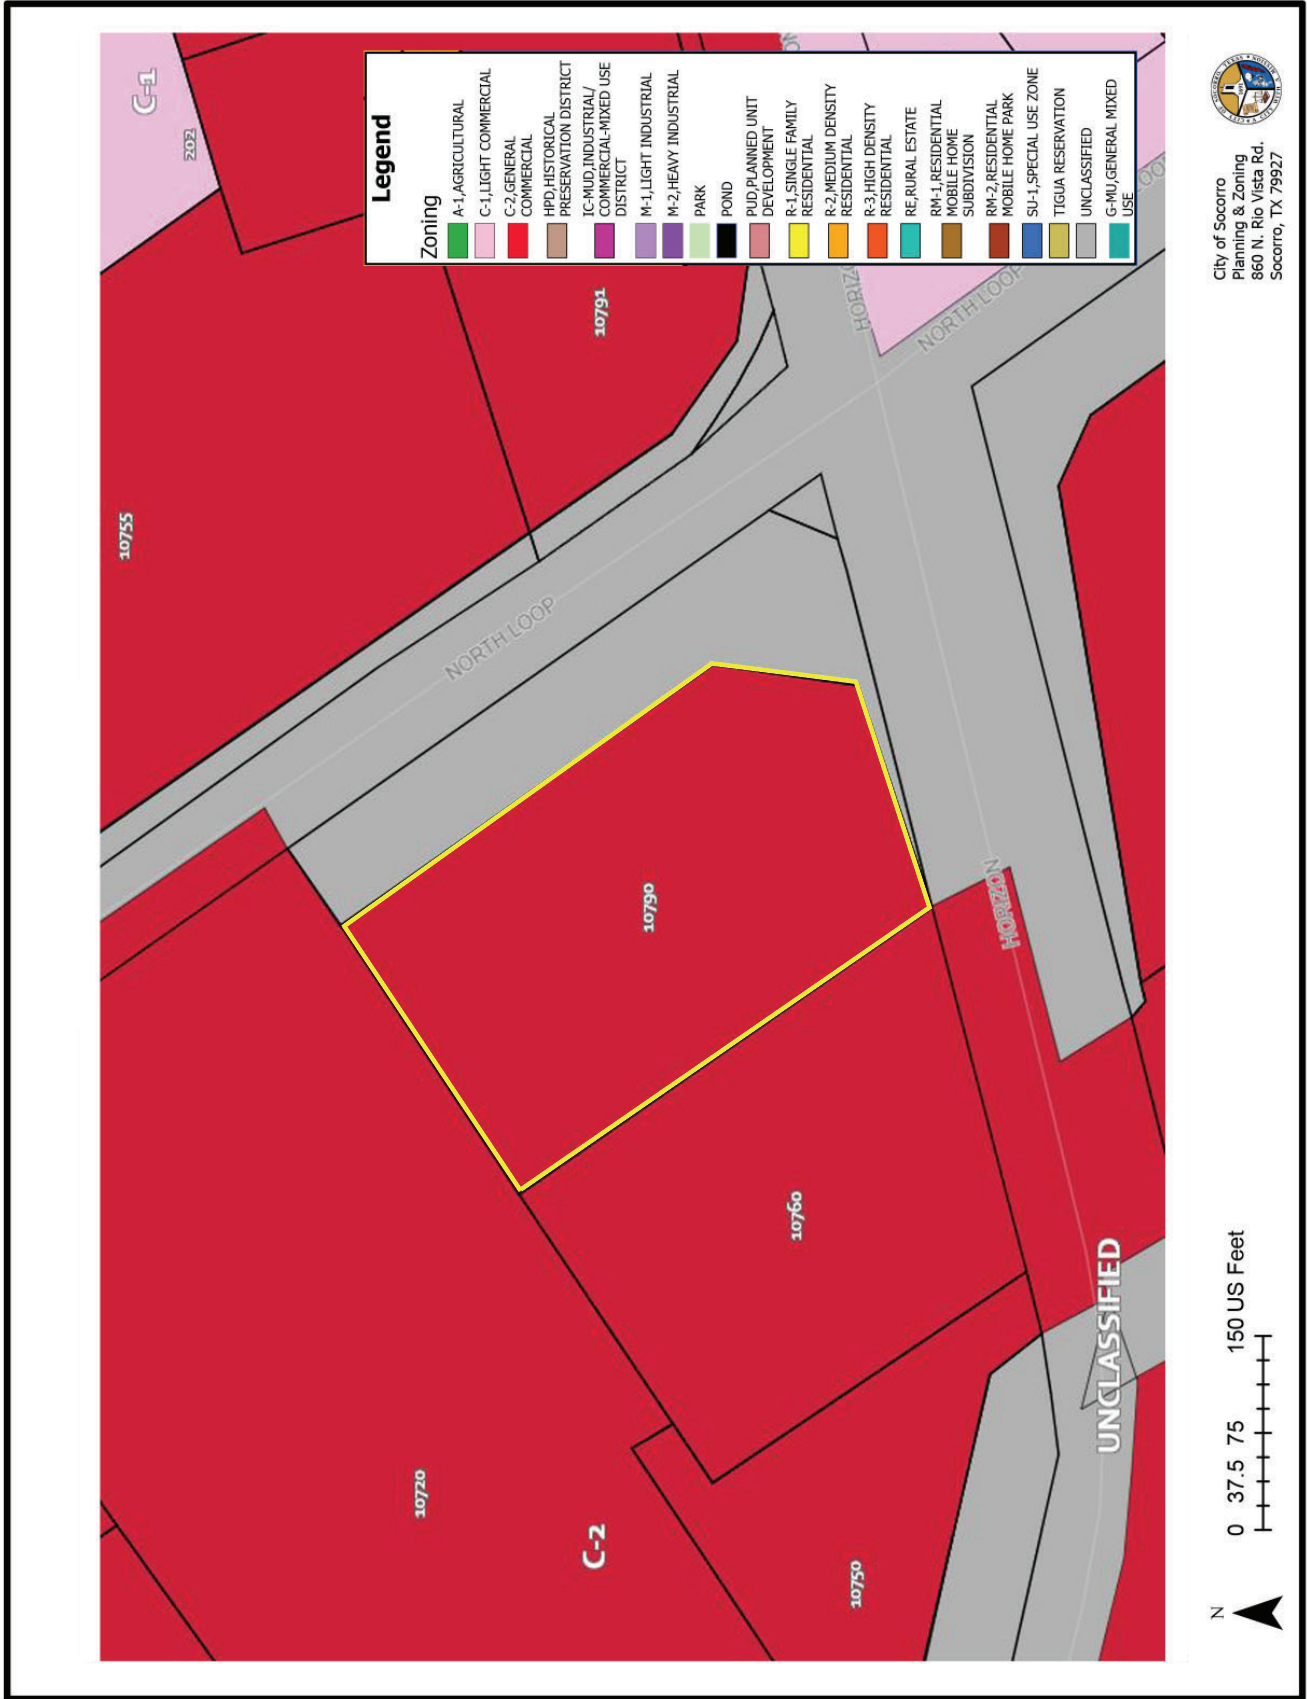 C-1
202
10755
10791
10790
10760
10720
C-2
10750
NORTH LOOP
NORTH LOOP
HORIZON
UNCLASSIFIED
Legend
Zoning
A-1,AGRICULTURAL
C-1,LIGHT COMMERCIAL
C-2,GENERAL
COMMERCIAL
HPD,HISTORICAL
PRESERVATION DISTRICT
IC-MUD,INDUSTRIAL/
COMMERCIAL-MIXED USE
DISTRICT
M-1,LIGHT INDUSTRIAL
M-2,HEAVY INDUSTRIAL
PARK
POND
PUD,PLANNED UNIT
DEVELOPMENT
R-1,SINGLE FAMILY
RESIDENTIAL
R-2,MEDIUM DENSITY
RESIDENTIAL
R-3,HIGH DENSITY
RESIDENTIAL
RE,RURAL ESTATE
RM-1,RESIDENTIAL
MOBILE HOME
SUBDIVISION
RM-2,RESIDENTIAL
MOBILE HOME PARK
SU-1,SPECIAL USE ZONE
TIGUA RESERVATION
UNCLASSIFIED
G-MU,GENERAL MIXED
USE
N
0 37.5 75 150 US Feet
City of Socorro
Planning & Zoning
860 N. Rio Vista Rd.
Socorro, TX 79927